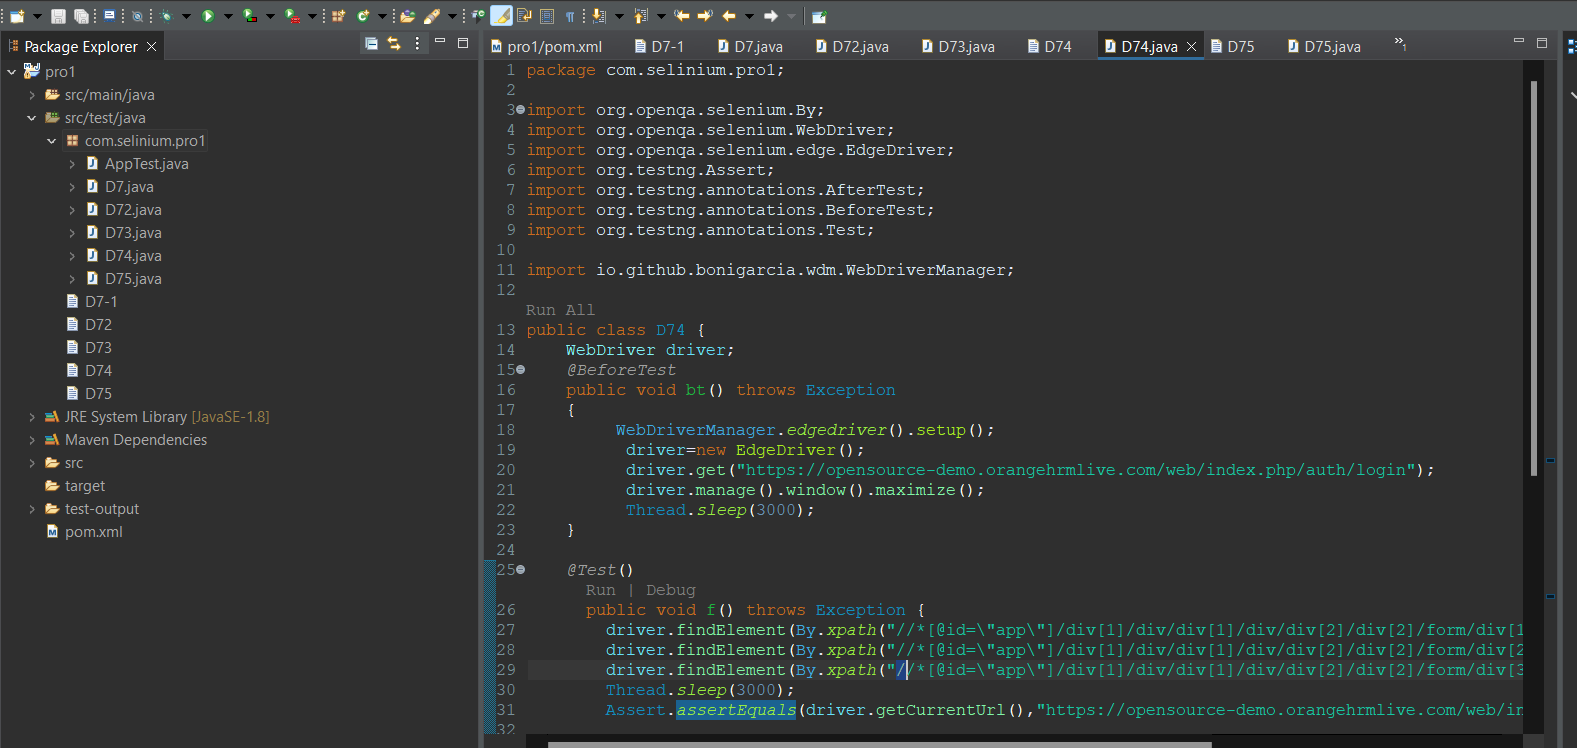 Package Explorer
pro1
src/main/java
src/test/java
com.selinium.pro1
AppTest.java
D7.java
D72.java
D73.java
D74.java
D75.java
D7-1
D72
D73
D74
D75
JRE System Library [JavaSE-1.8]
Maven Dependencies
src
target
test-output
pom.xml
pro1/pom.xml D7-1 D7.java D72.java D73.java D74 D74.java D75 D75.java »1
1 package com.selinium.pro1;
2
3 import org.openqa.selenium.By;
4 import org.openqa.selenium.WebDriver;
5 import org.openqa.selenium.edge.EdgeDriver;
6 import org.testng.Assert;
7 import org.testng.annotations.AfterTest;
8 import org.testng.annotations.BeforeTest;
9 import org.testng.annotations.Test;
10
11 import io.github.bonigarcia.wdm.WebDriverManager;
12
Run All
13 public class D74 {
14 WebDriver driver;
15 @BeforeTest
16 public void bt() throws Exception
17 {
18 WebDriverManager.edgedriver().setup();
19 driver=new EdgeDriver();
20 driver.get("https://opensource-demo.orangehrmlive.com/web/index.php/auth/login");
21 driver.manage().window().maximize();
22 Thread.sleep(3000);
23 }
24
25 @Test()
Run | Debug
26 public void f() throws Exception {
27 driver.findElement(By.xpath("//*[@id=\"app\"]/div[1]/div/div[1]/div/div[2]/div[2]/form/div[1
28 driver.findElement(By.xpath("//*[@id=\"app\"]/div[1]/div/div[1]/div/div[2]/div[2]/form/div[2
29 driver.findElement(By.xpath("//*[@id=\"app\"]/div[1]/div/div[1]/div/div[2]/div[2]/form/div[3
30 Thread.sleep(3000);
31 Assert.assertEquals(driver.getCurrentUrl(),"https://opensource-demo.orangehrmlive.com/web/in
32